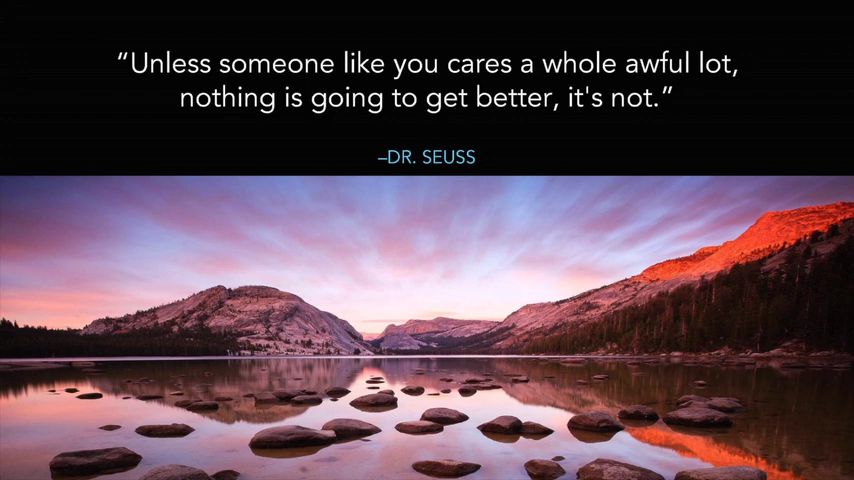 “Unless someone like you cares a whole awful lot,
nothing is going to get better, it's not.”
–DR. SEUSS